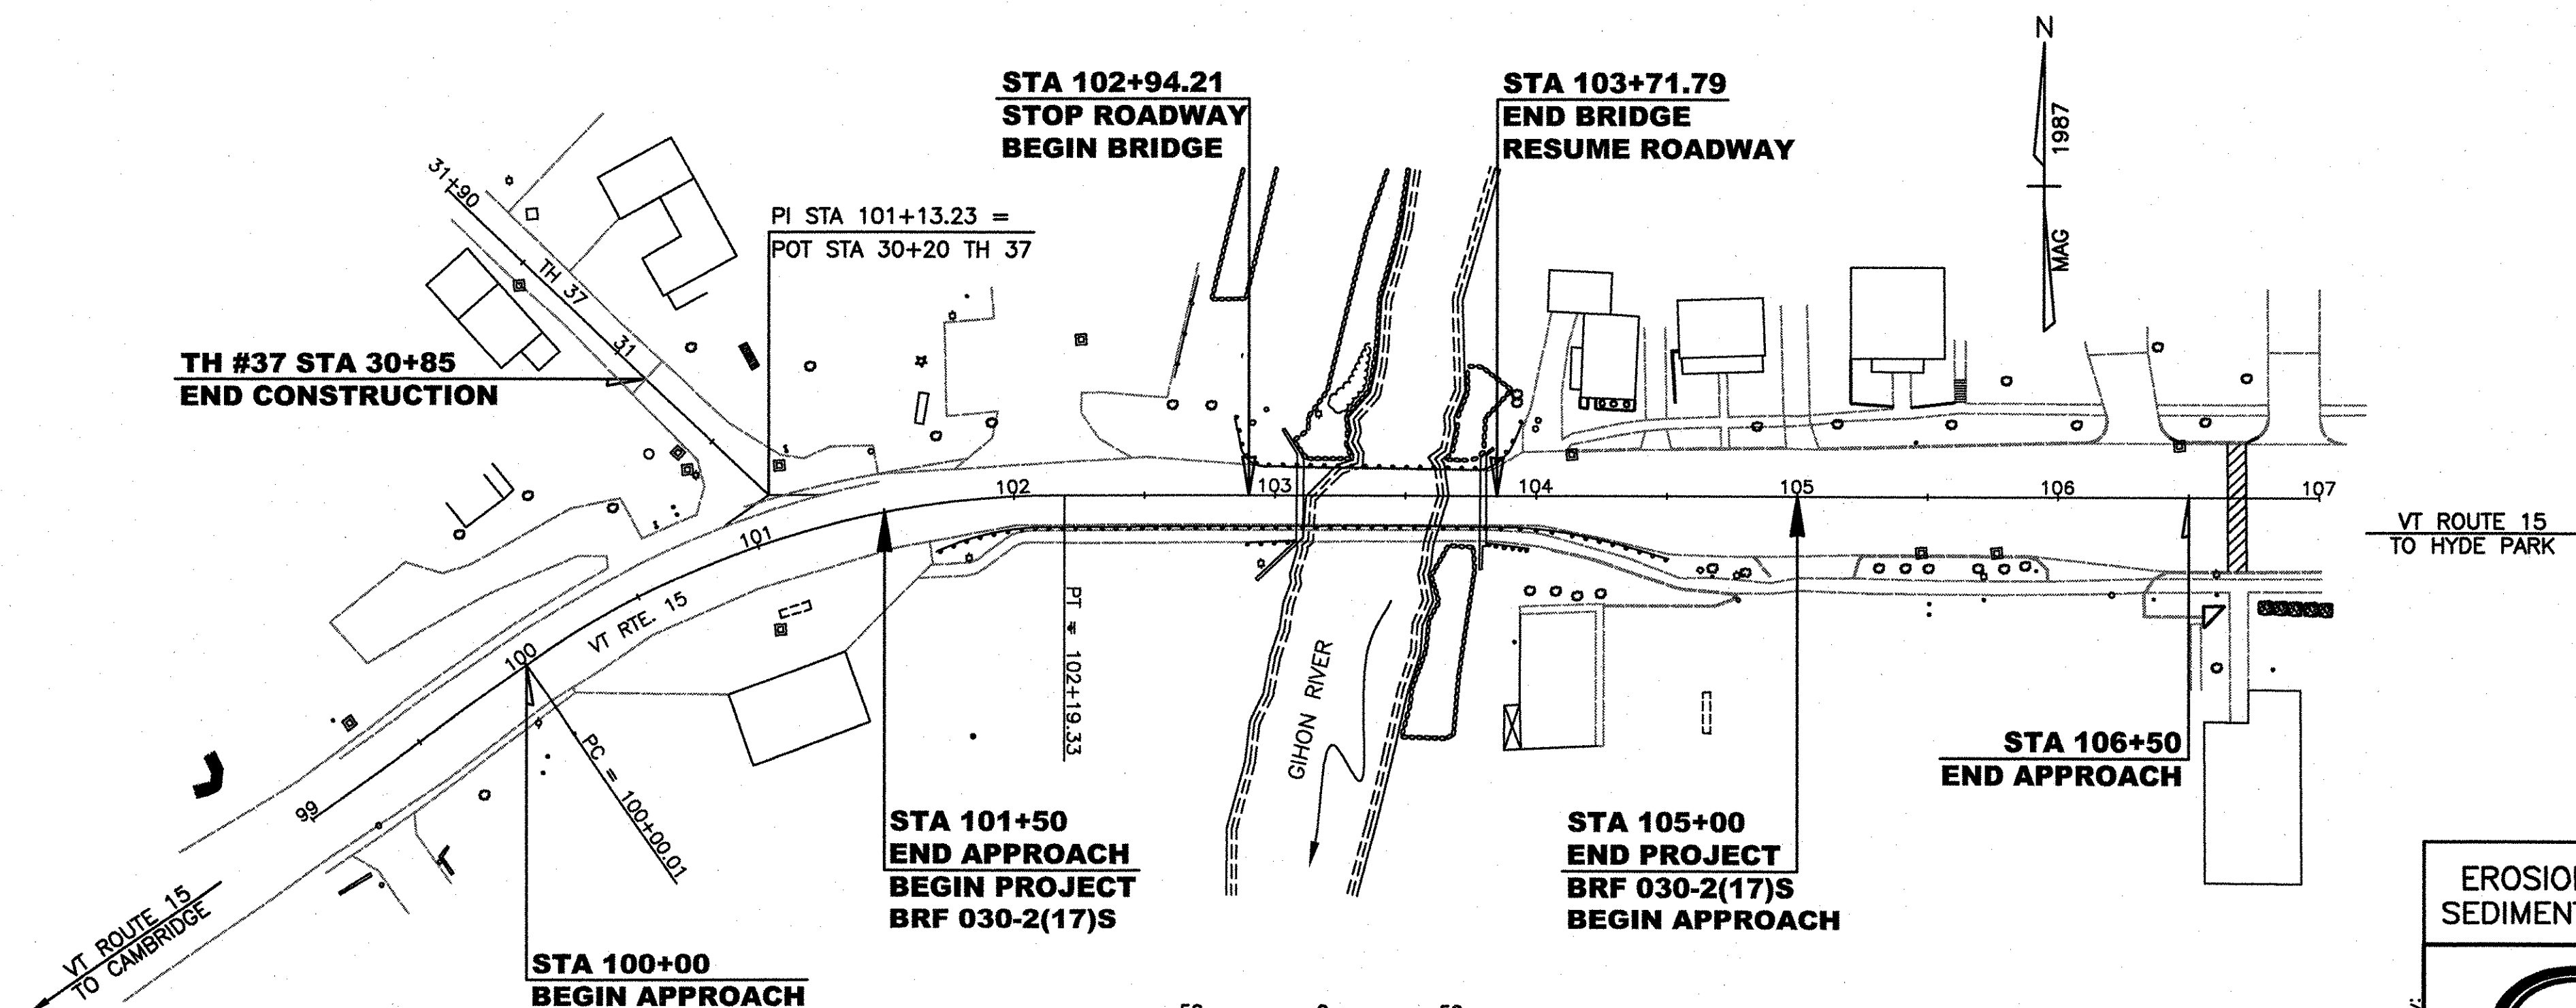 N
1987
MAG
STA 102+94.21
STOP ROADWAY
BEGIN BRIDGE
STA 103+71.79
END BRIDGE
RESUME ROADWAY
31+90
TH 37
31
PI STA 101+13.23 =
POT STA 30+20 TH 37
TH #37 STA 30+85
END CONSTRUCTION
99
100
101
102
103
104
105
106
107
VT RTE. 15
VT ROUTE 15
TO HYDE PARK
PT = 102+19.33
PC = 100+00.01
GIHON RIVER
STA 106+50
END APPROACH
STA 101+50
END APPROACH
BEGIN PROJECT
BRF 030-2(17)S
STA 105+00
END PROJECT
BRF 030-2(17)S
BEGIN APPROACH
VT ROUTE 15
TO CAMBRIDGE
STA 100+00
BEGIN APPROACH
EROSION
SEDIMENT